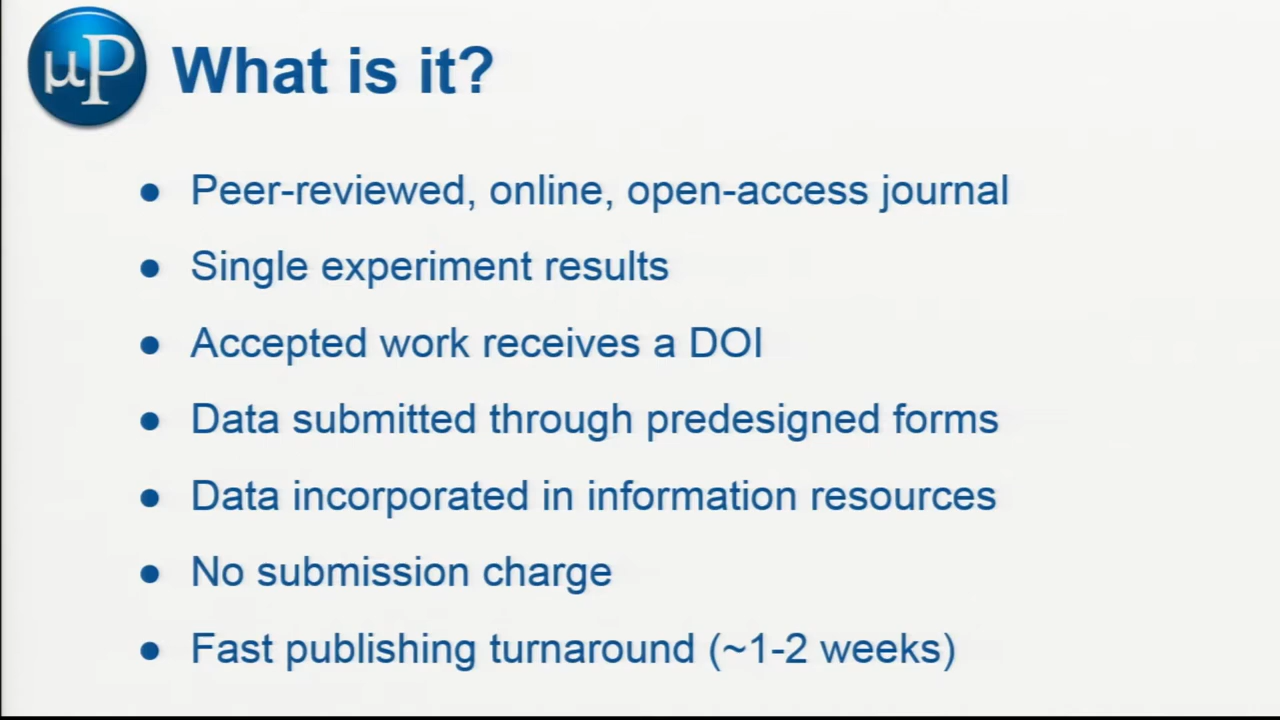 µP What is it?
● Peer-reviewed, online, open-access journal
● Single experiment results
● Accepted work receives a DOI
● Data submitted through predesigned forms
● Data incorporated in information resources
● No submission charge
● Fast publishing turnaround (~1-2 weeks)